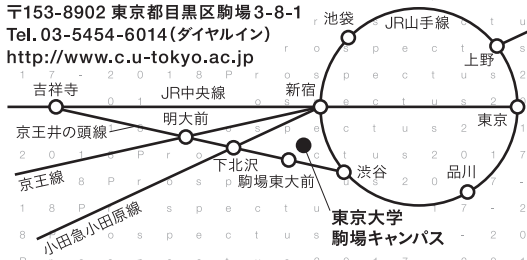 〒153-8902 東京都目黒区駒場3-8-1
Tel. 03-5454-6014(ダイヤルイン)
http://www.c.u-tokyo.ac.jp
池袋
JR山手線
上野
吉祥寺
JR中央線
新宿
東京
京王井の頭線
明大前
下北沢
駒場東大前
渋谷
品川
京王線
小田急小田原線
東京大学
駒場キャンパス